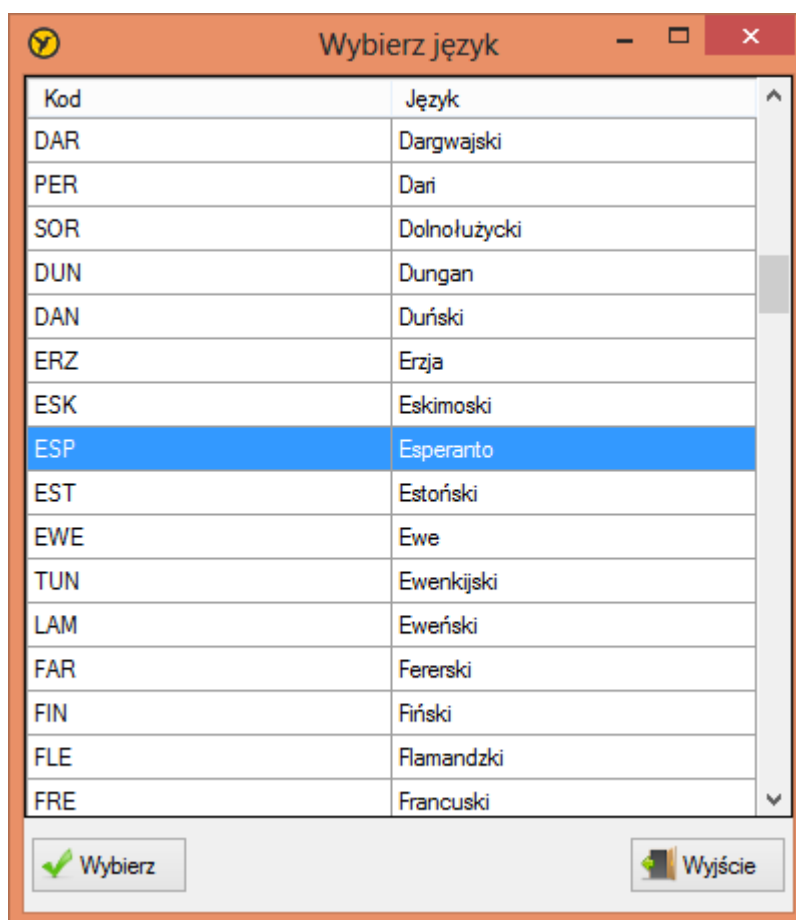 Wybierz język
Kod Język
DAR Dargwajski
PER Dari
SOR Dolnołużycki
DUN Dungan
DAN Duński
ERZ Erzja
ESK Eskimoski
ESP Esperanto
EST Estoński
EWE Ewe
TUN Ewenkijski
LAM Eweński
FAR Fererski
FIN Fiński
FLE Flamandzki
FRE Francuski
Wybierz Wyjście